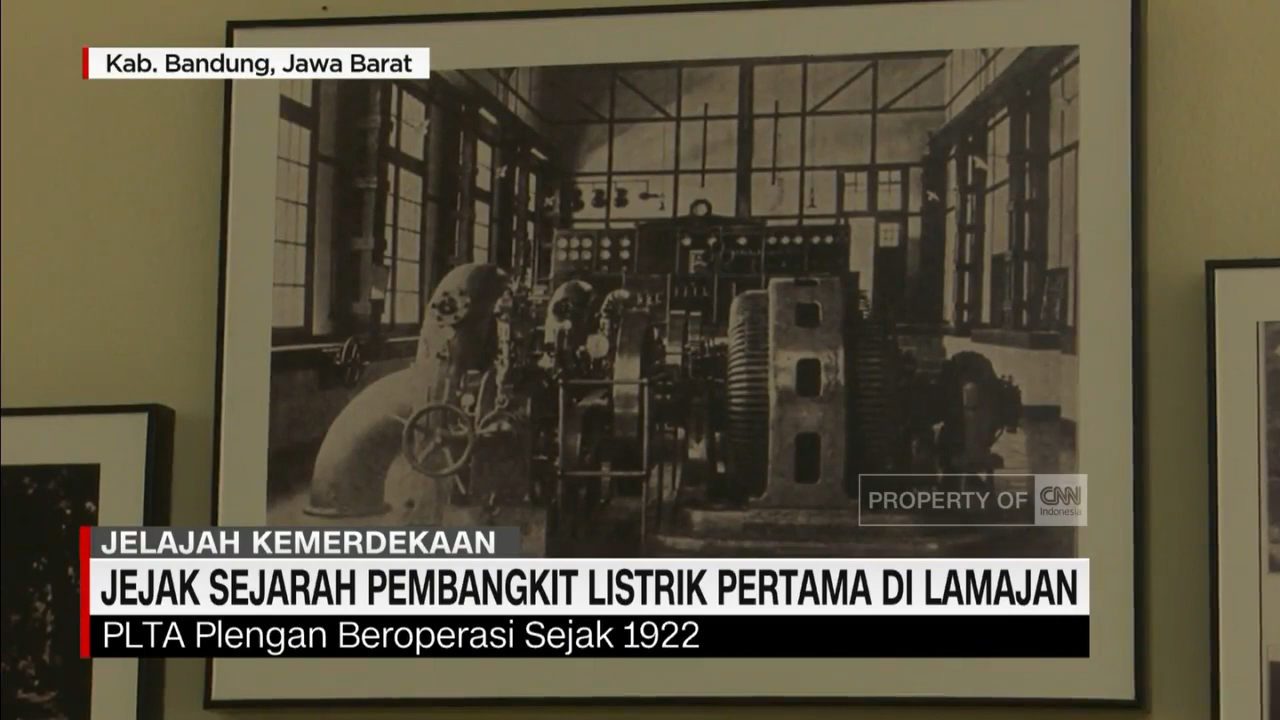 Kab. Bandung, Jawa Barat
PROPERTY OF CNN Indonesia
JELAJAH KEMERDEKAAN
JEJAK SEJARAH PEMBANGKIT LISTRIK PERTAMA DI LAMAJAN
PLTA Plengan Beroperasi Sejak 1922